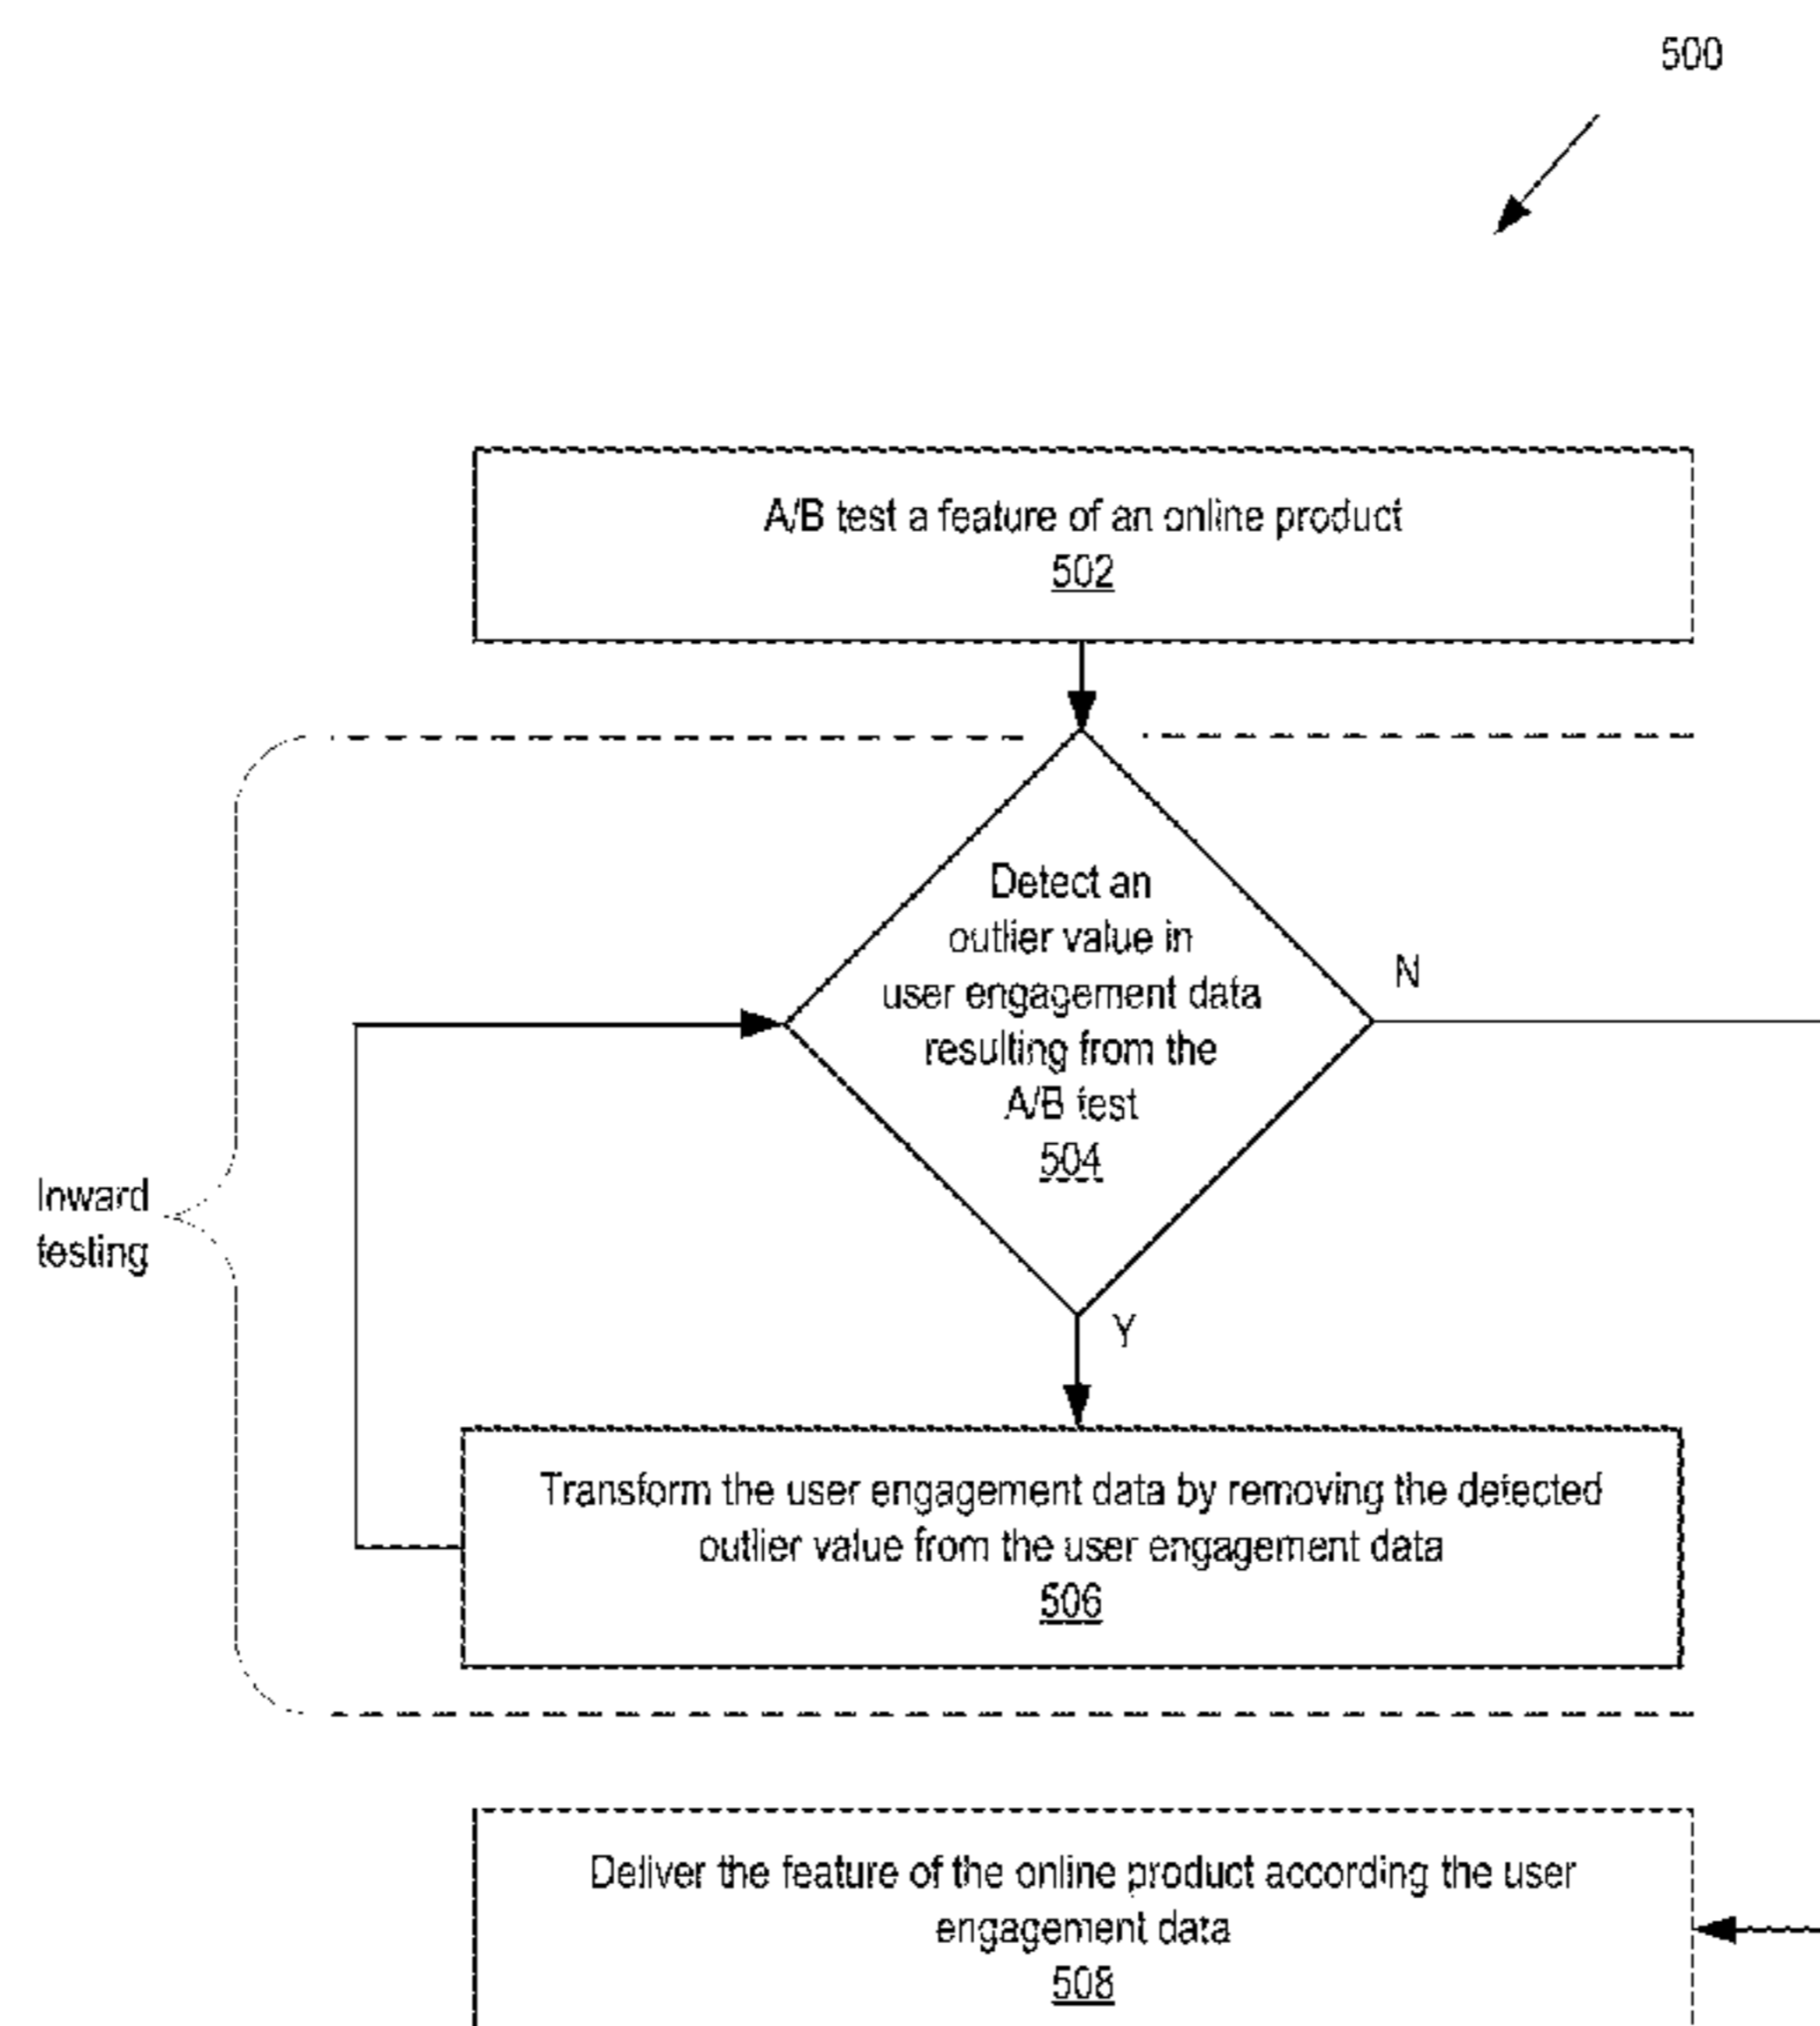 500
A/B test a feature of an online product
502
Detect an
outlier value in
user engagement data
resulting from the
A/B test
504
N
Inward
testing
Y
Transform the user engagement data by removing the detected
outlier value from the user engagement data
506
Deliver the feature of the online product according the user
engagement data
508